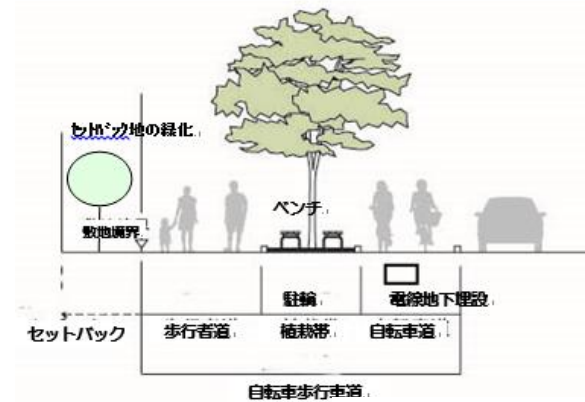 セットバック地の緑化
ベンチ
敷地境界
駐輪
電線地下埋設
セットバック
歩行者道
植栽帯
自転車道
自転車歩行車道